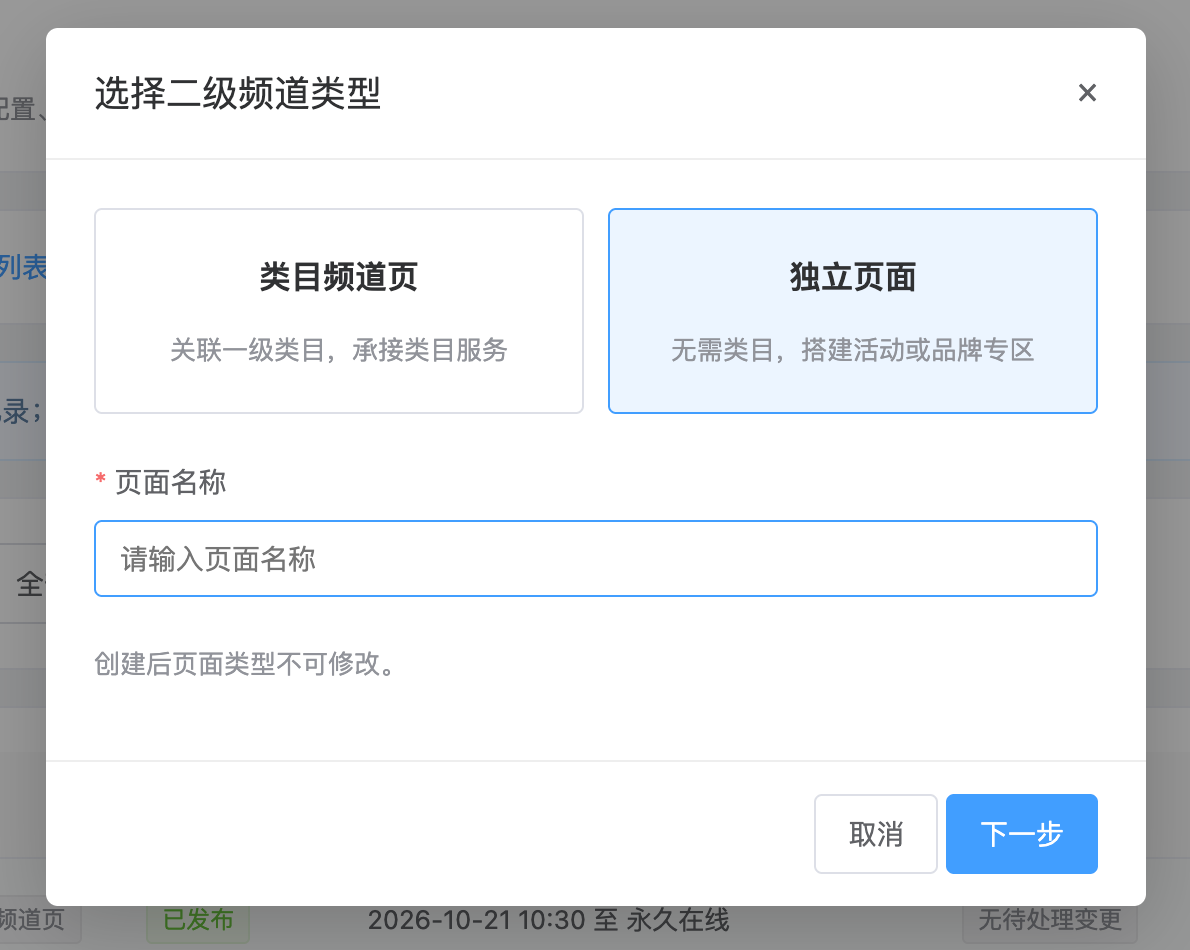 选择二级频道类型
×
配置、
列表
录；
全
类目频道页
关联一级类目，承接类目服务
独立页面
无需类目，搭建活动或品牌专区
* 页面名称
请输入页面名称
创建后页面类型不可修改。
取消
下一步
频道页
已发布
2026-10-21 10:30 至 永久在线
无待处理变更